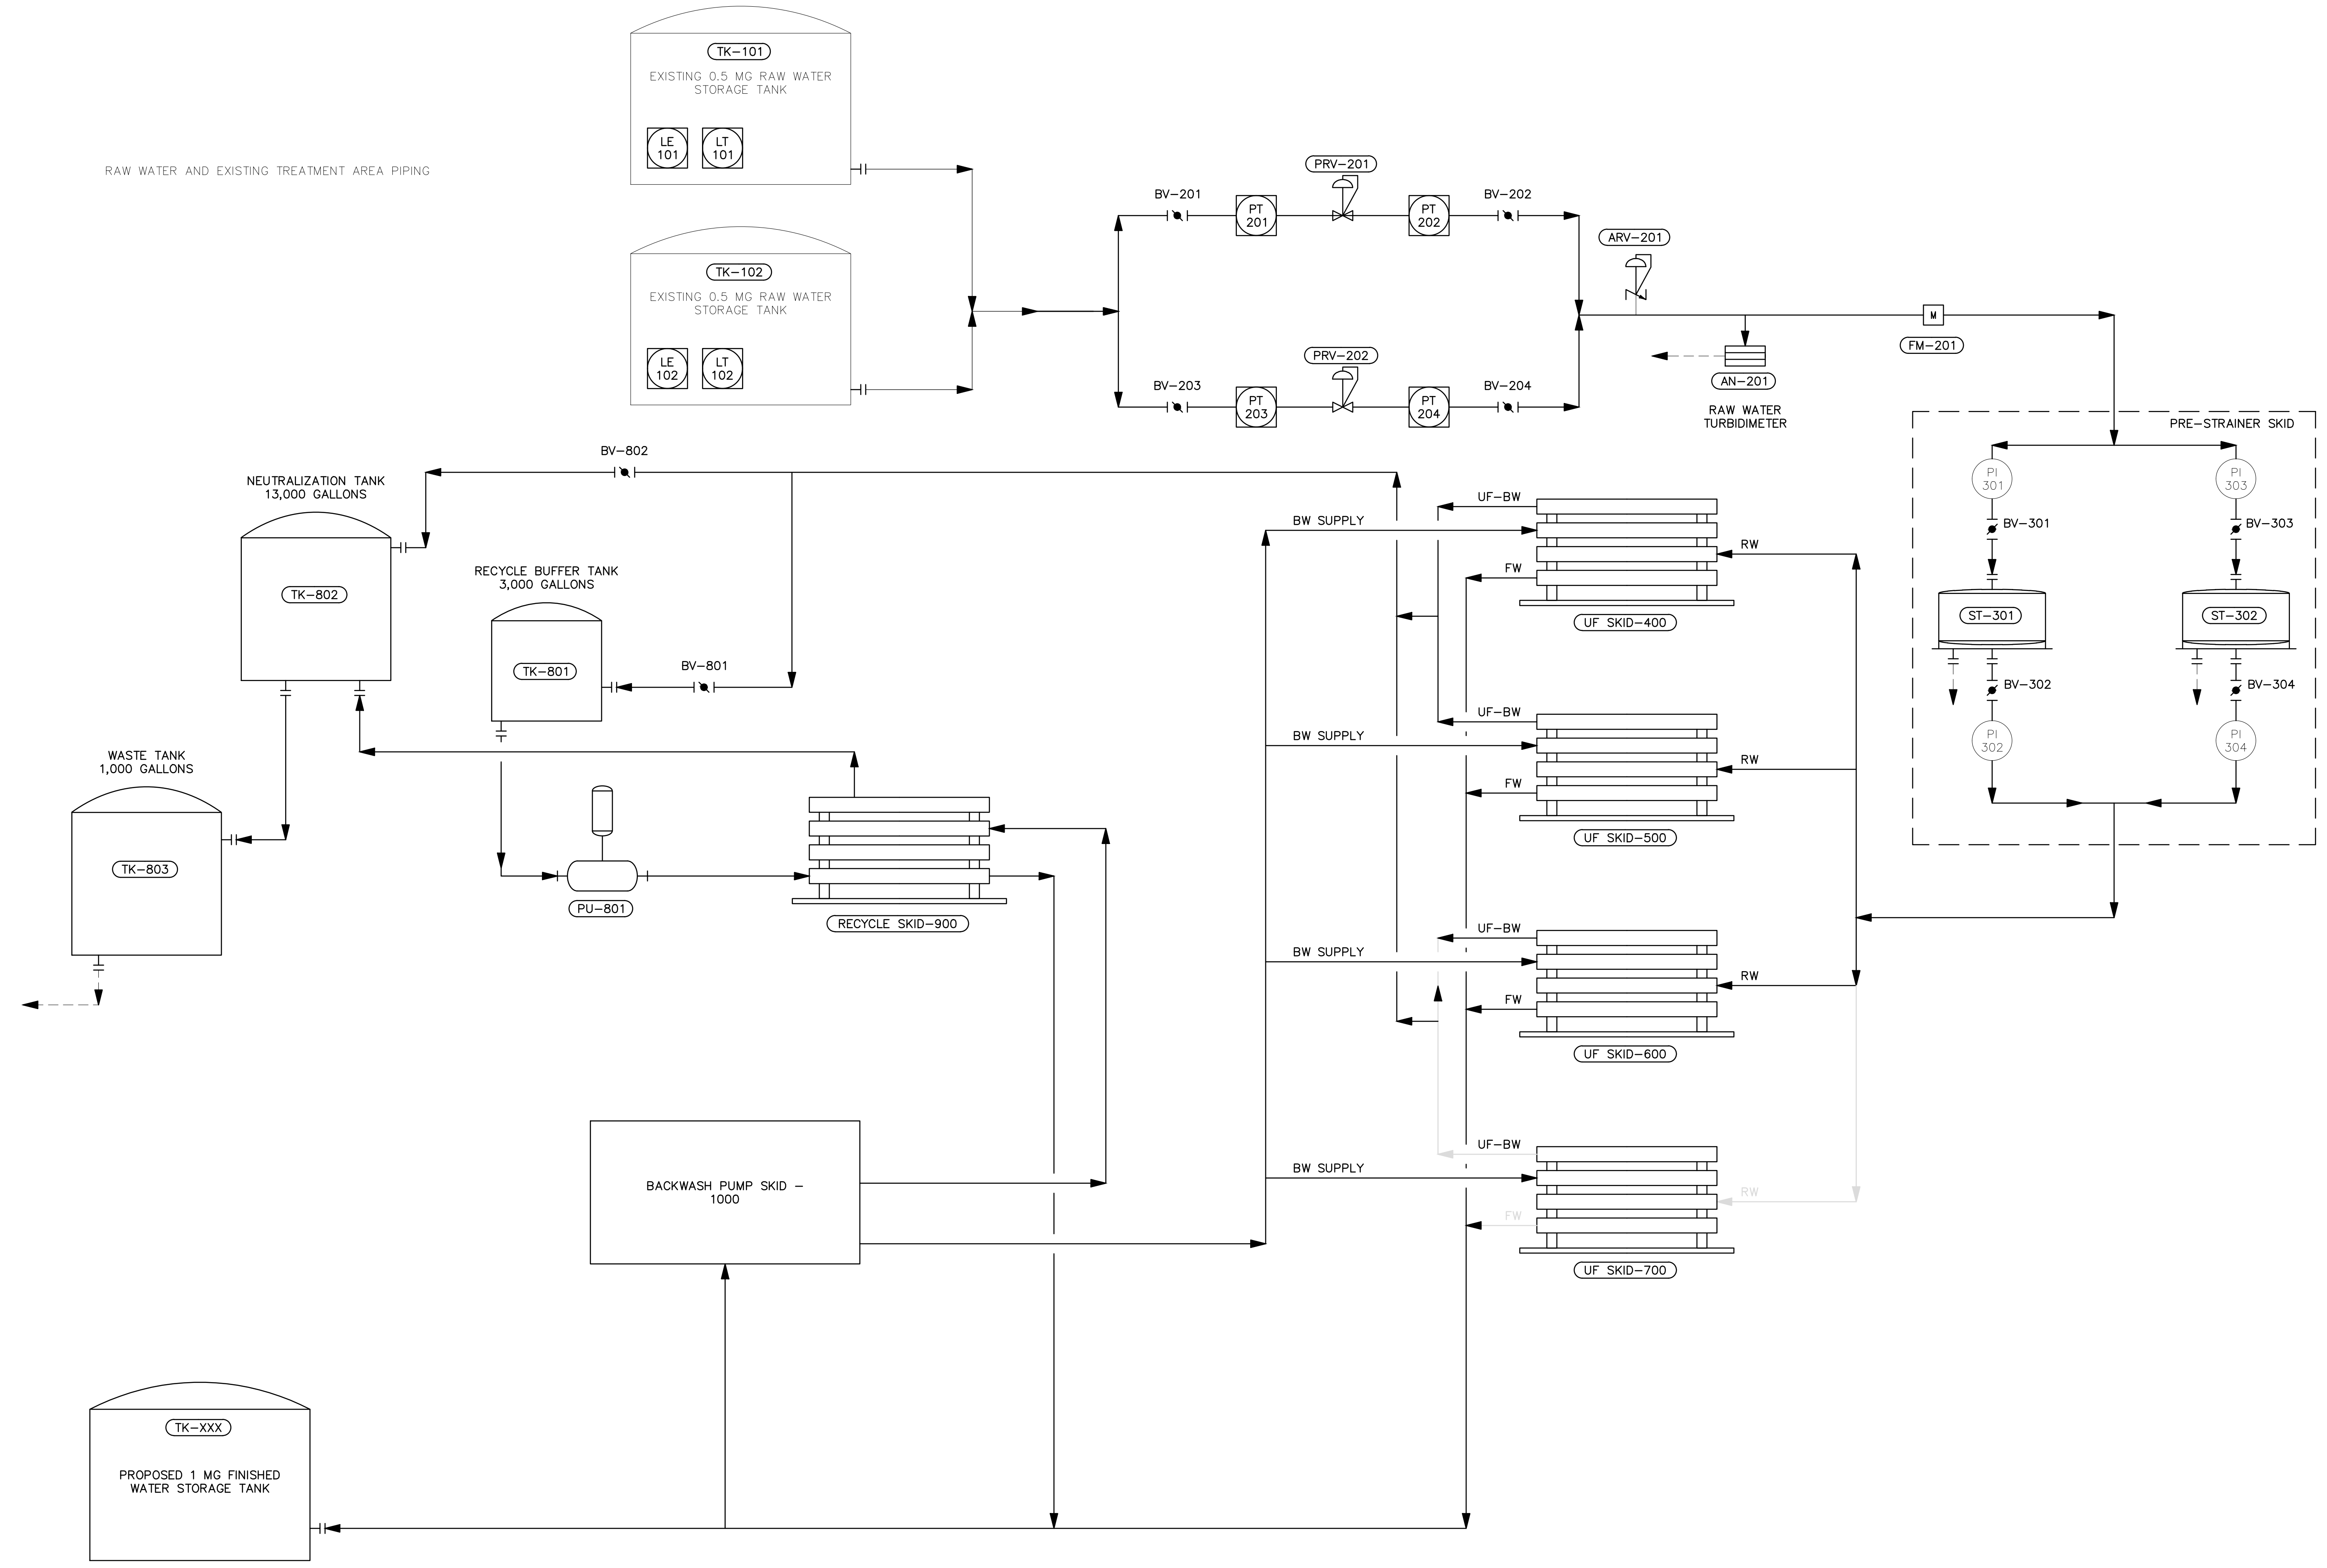 TK-101
EXISTING 0.5 MG RAW WATER
STORAGE TANK
LE
101
LT
101
RAW WATER AND EXISTING TREATMENT AREA PIPING
TK-102
EXISTING 0.5 MG RAW WATER
STORAGE TANK
LE
102
LT
102
BV-201
PT
201
PRV-201
PT
202
BV-202
BV-203
PT
203
PRV-202
PT
204
BV-204
ARV-201
AN-201
RAW WATER
TURBIDIMETER
M
FM-201
PRE-STRAINER SKID
PI
301
PI
303
BV-301
BV-303
ST-301
ST-302
BV-302
BV-304
PI
302
PI
304
BV-802
NEUTRALIZATION TANK
13,000 GALLONS
TK-802
RECYCLE BUFFER TANK
3,000 GALLONS
TK-801
BV-801
WASTE TANK
1,000 GALLONS
TK-803
PU-801
RECYCLE SKID-900
UF-BW
BW SUPPLY
RW
FW
UF SKID-400
UF-BW
BW SUPPLY
RW
FW
UF SKID-500
UF-BW
BW SUPPLY
RW
FW
UF SKID-600
UF-BW
BW SUPPLY
RW
FW
UF SKID-700
BACKWASH PUMP SKID -
1000
TK-XXX
PROPOSED 1 MG FINISHED
WATER STORAGE TANK